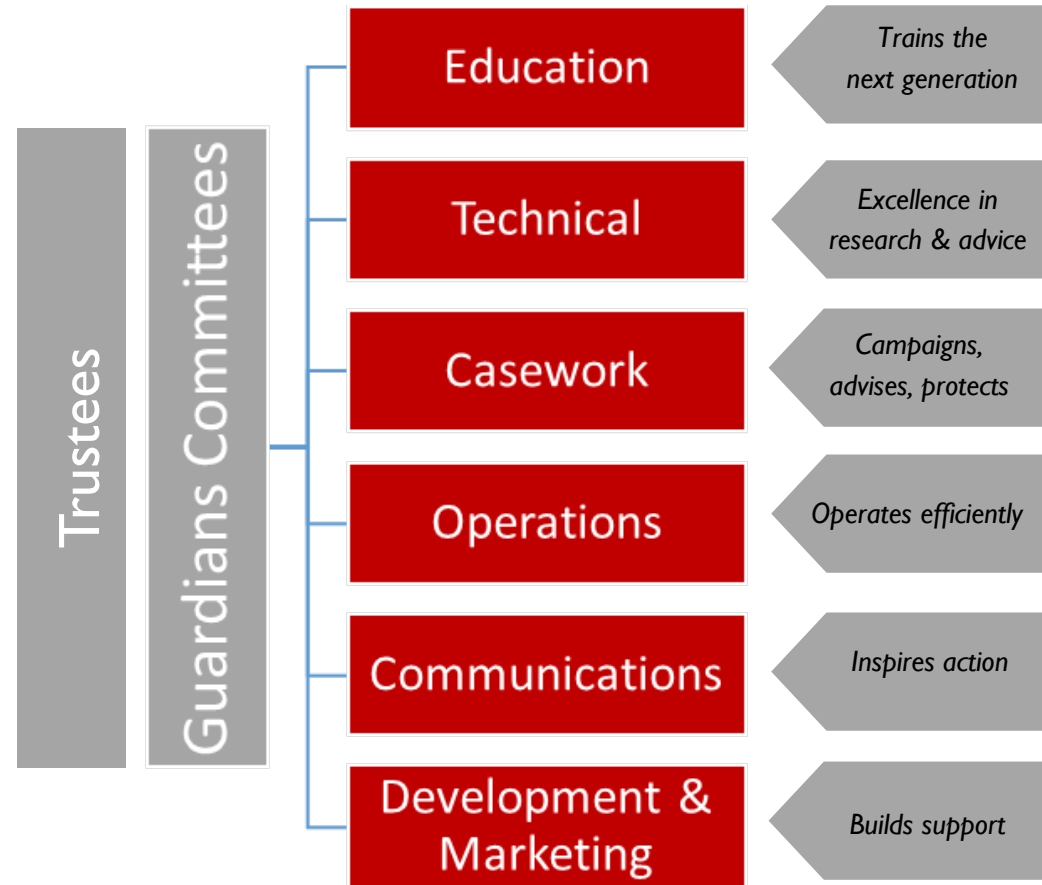 Trustees
Guardians Committees
Education
Trains the
next generation
Technical
Excellence in
research & advice
Casework
Campaigns,
advises, protects
Operations
Operates efficiently
Communications
Inspires action
Development &
Marketing
Builds support